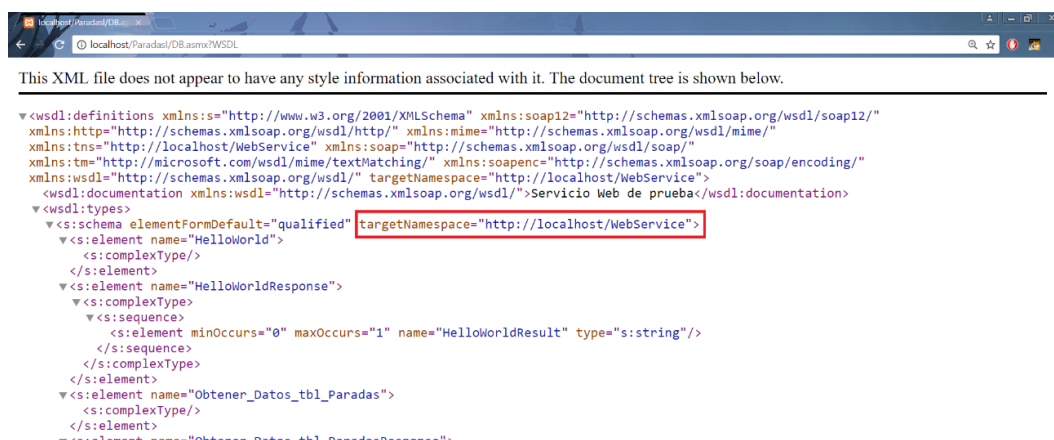 localhost/Paradasl/DB.a
localhost/Paradasl/DB.asmx?WSDL
This XML file does not appear to have any style information associated with it. The document tree is shown below.
▼<wsdl:definitions xmlns:s="http://www.w3.org/2001/XMLSchema" xmlns:soap12="http://schemas.xmlsoap.org/wsdl/soap12/"
xmlns:http="http://schemas.xmlsoap.org/wsdl/http/" xmlns:mime="http://schemas.xmlsoap.org/wsdl/mime/"
xmlns:tns="http://localhost/WebService" xmlns:soap="http://schemas.xmlsoap.org/wsdl/soap/"
xmlns:tm="http://microsoft.com/wsdl/mime/textMatching/" xmlns:soapenc="http://schemas.xmlsoap.org/soap/encoding/"
xmlns:wsdl="http://schemas.xmlsoap.org/wsdl/" targetNamespace="http://localhost/WebService">
<wsdl:documentation xmlns:wsdl="http://schemas.xmlsoap.org/wsdl/">Servicio Web de prueba</wsdl:documentation>
▼<wsdl:types>
▼<s:schema elementFormDefault="qualified" targetNamespace="http://localhost/WebService">
▼<s:element name="HelloWorld">
<s:complexType/>
</s:element>
▼<s:element name="HelloWorldResponse">
▼<s:complexType>
▼<s:sequence>
<s:element minOccurs="0" maxOccurs="1" name="HelloWorldResult" type="s:string"/>
</s:sequence>
</s:complexType>
</s:element>
▼<s:element name="Obtener_Datos_tbl_Paradas">
<s:complexType/>
</s:element>
▼<s:element name="Obtener_Datos_tbl_ParadasResponse">